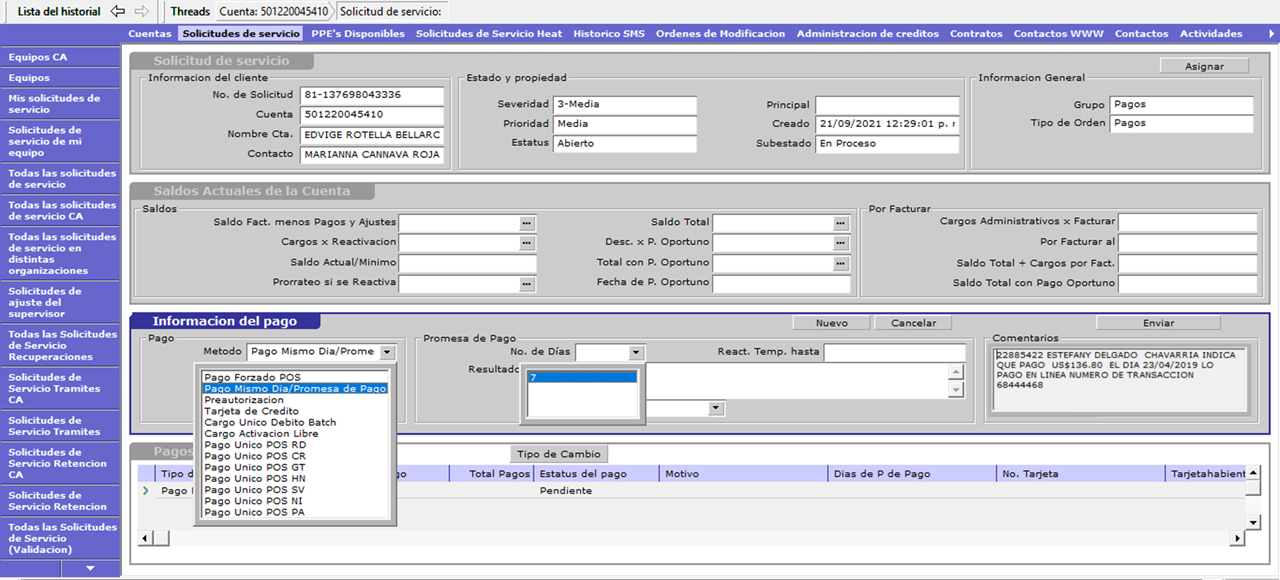 Lista del historial
Threads
Cuenta: 501220045410
Solicitud de servicio:
Cuentas
Solicitudes de servicio
PPE's Disponibles
Solicitudes de Servicio Heat
Historico SMS
Ordenes de Modificacion
Administracion de creditos
Contratos
Contactos WWW
Contactos
Actividades
Equipos CA
Equipos
Mis solicitudes de
servicio
Solicitudes de
servicio de mi
equipo
Todas las solicitudes
de servicio
Todas las solicitudes
de servicio CA
Todas las solicitudes
de servicio en
distintas
organizaciones
Solicitudes de
ajuste del
supervisor
Todas las Solicitudes
de Servicio
Recuperaciones
Solicitudes de
Servicio Tramites
CA
Solicitudes de
Servicio Tramites
Solicitudes de
Servicio Retencion
CA
Solicitudes de
Servicio Retencion
Todas las Solicitudes
de Servicio
(Validacion)
Solicitud de servicio
Asignar
Informacion del cliente
No. de Solicitud 81-137698043336
Cuenta 501220045410
Nombre Cta. EDVIGE ROTELLA BELLARC
Contacto MARIANNA CANNAVA ROJA
Estado y propiedad
Severidad 3-Media
Prioridad Media
Estatus Abierto
Principal
Creado 21/09/2021 12:29:01 p. r
Subestado En Proceso
Informacion General
Grupo Pagos
Tipo de Orden Pagos
Saldos Actuales de la Cuenta
Saldos
Saldo Fact. menos Pagos y Ajustes
Cargos x Reactivacion
Saldo Actual/Minimo
Prorrateo si se Reactiva
Saldo Total
Desc. x P. Oportuno
Total con P. Oportuno
Fecha de P. Oportuno
Por Facturar
Cargos Administrativos x Facturar
Por Facturar al
Saldo Total + Cargos por Fact.
Saldo Total con Pago Oportuno
Informacion del pago
Nuevo
Cancelar
Enviar
Pago
Metodo Pago Mismo Dia/Prome:
Pago Forzado POS
Pago Mismo Dia/Promesa de Pago
Preautorizacion
Tarjeta de Credito
Cargo Unico Debito Batch
Cargo Activacion Libre
Pago Unico POS RD
Pago Unico POS CR
Pago Unico POS GT
Pago Unico POS HN
Pago Unico POS SV
Pago Unico POS NI
Pago Unico POS PA
Promesa de Pago
No. de Días
7
React. Temp. hasta
Resultado
Comentarios
22885422 ESTEFANY DELGADO CHAVARRIA INDICA
QUE PAGO US$136.80 EL DIA 23/04/2019 LO
PAGO EN LINEA NUMERO DE TRANSACCION
68444468
Pagos
Tipo de Cambio
Tipo d
go
Total Pagos
Estatus del pago
Motivo
Dias de P de Pago
No. Tarjeta
Tarjetahabient
Pago
Pendiente